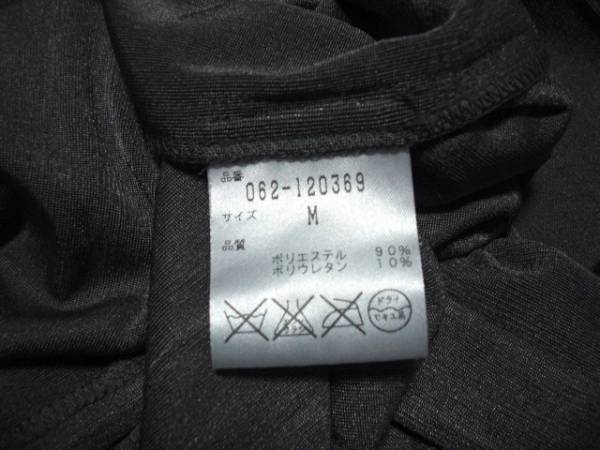 品番
062-120369
サイズ M
品質
ポリエステル 90%
ポリウレタン 10%
ドライ
セキユ系